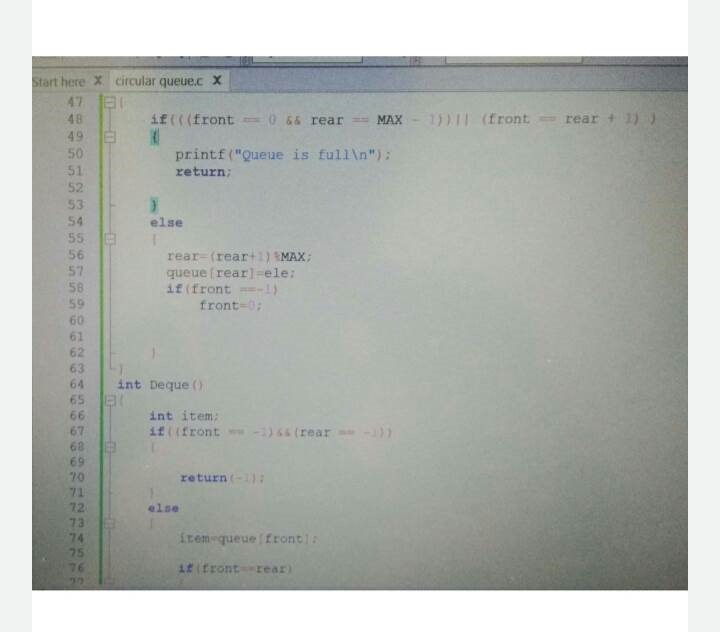 Start here X circular queue.c X
47 {
48 if(((front == 0 && rear == MAX - 1))|| (front == rear + 1) )
49 {
50 printf("Queue is full\n");
51 return;
52
53 }
54 else
55 {
56 rear=(rear+1)%MAX;
57 queue[rear]=ele;
58 if(front ==-1)
59 front=0;
60
61
62 }
63 }
64 int Deque()
65 {
66 int item;
67 if((front == -1)&&(rear == -1))
68 {
69
70 return(-1);
71 }
72 else
73 {
74 item=queue[front];
75
76 if(front==rear)
77